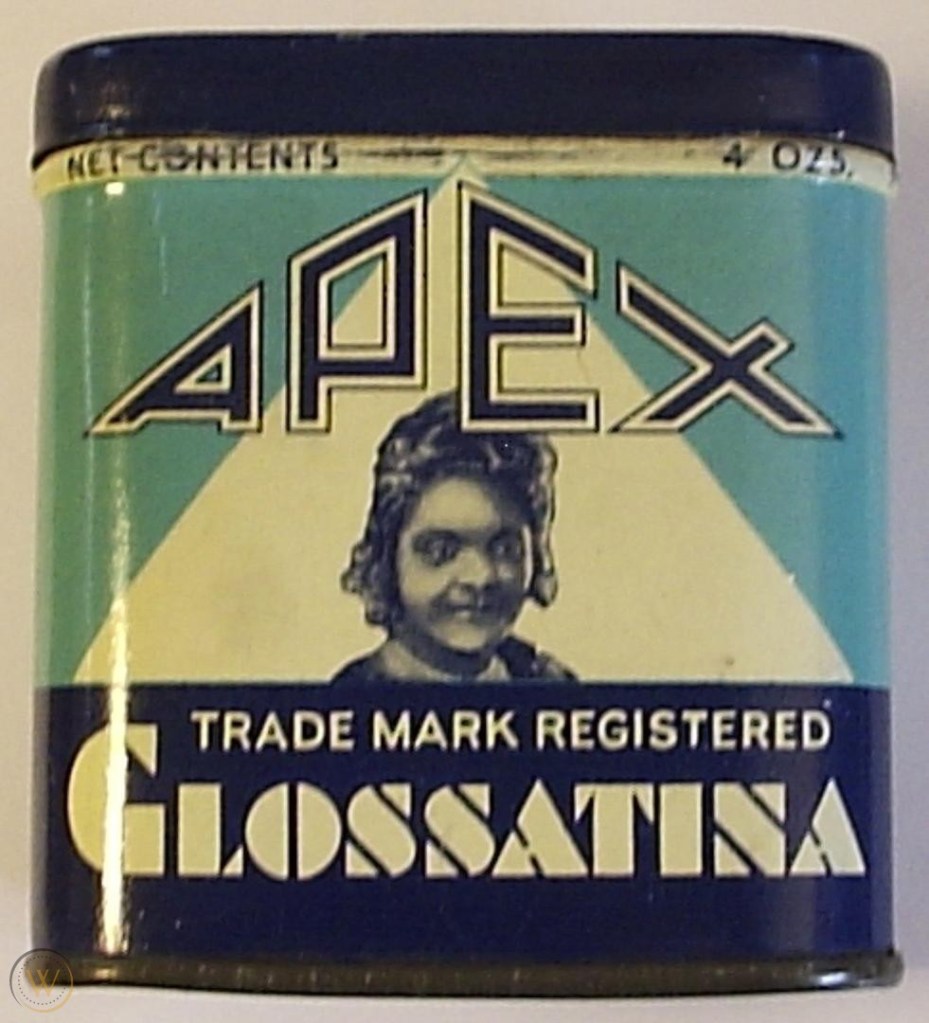 NET CONTENTS 4 OZS.
APEX
TRADE MARK REGISTERED
GLOSSATINA
W